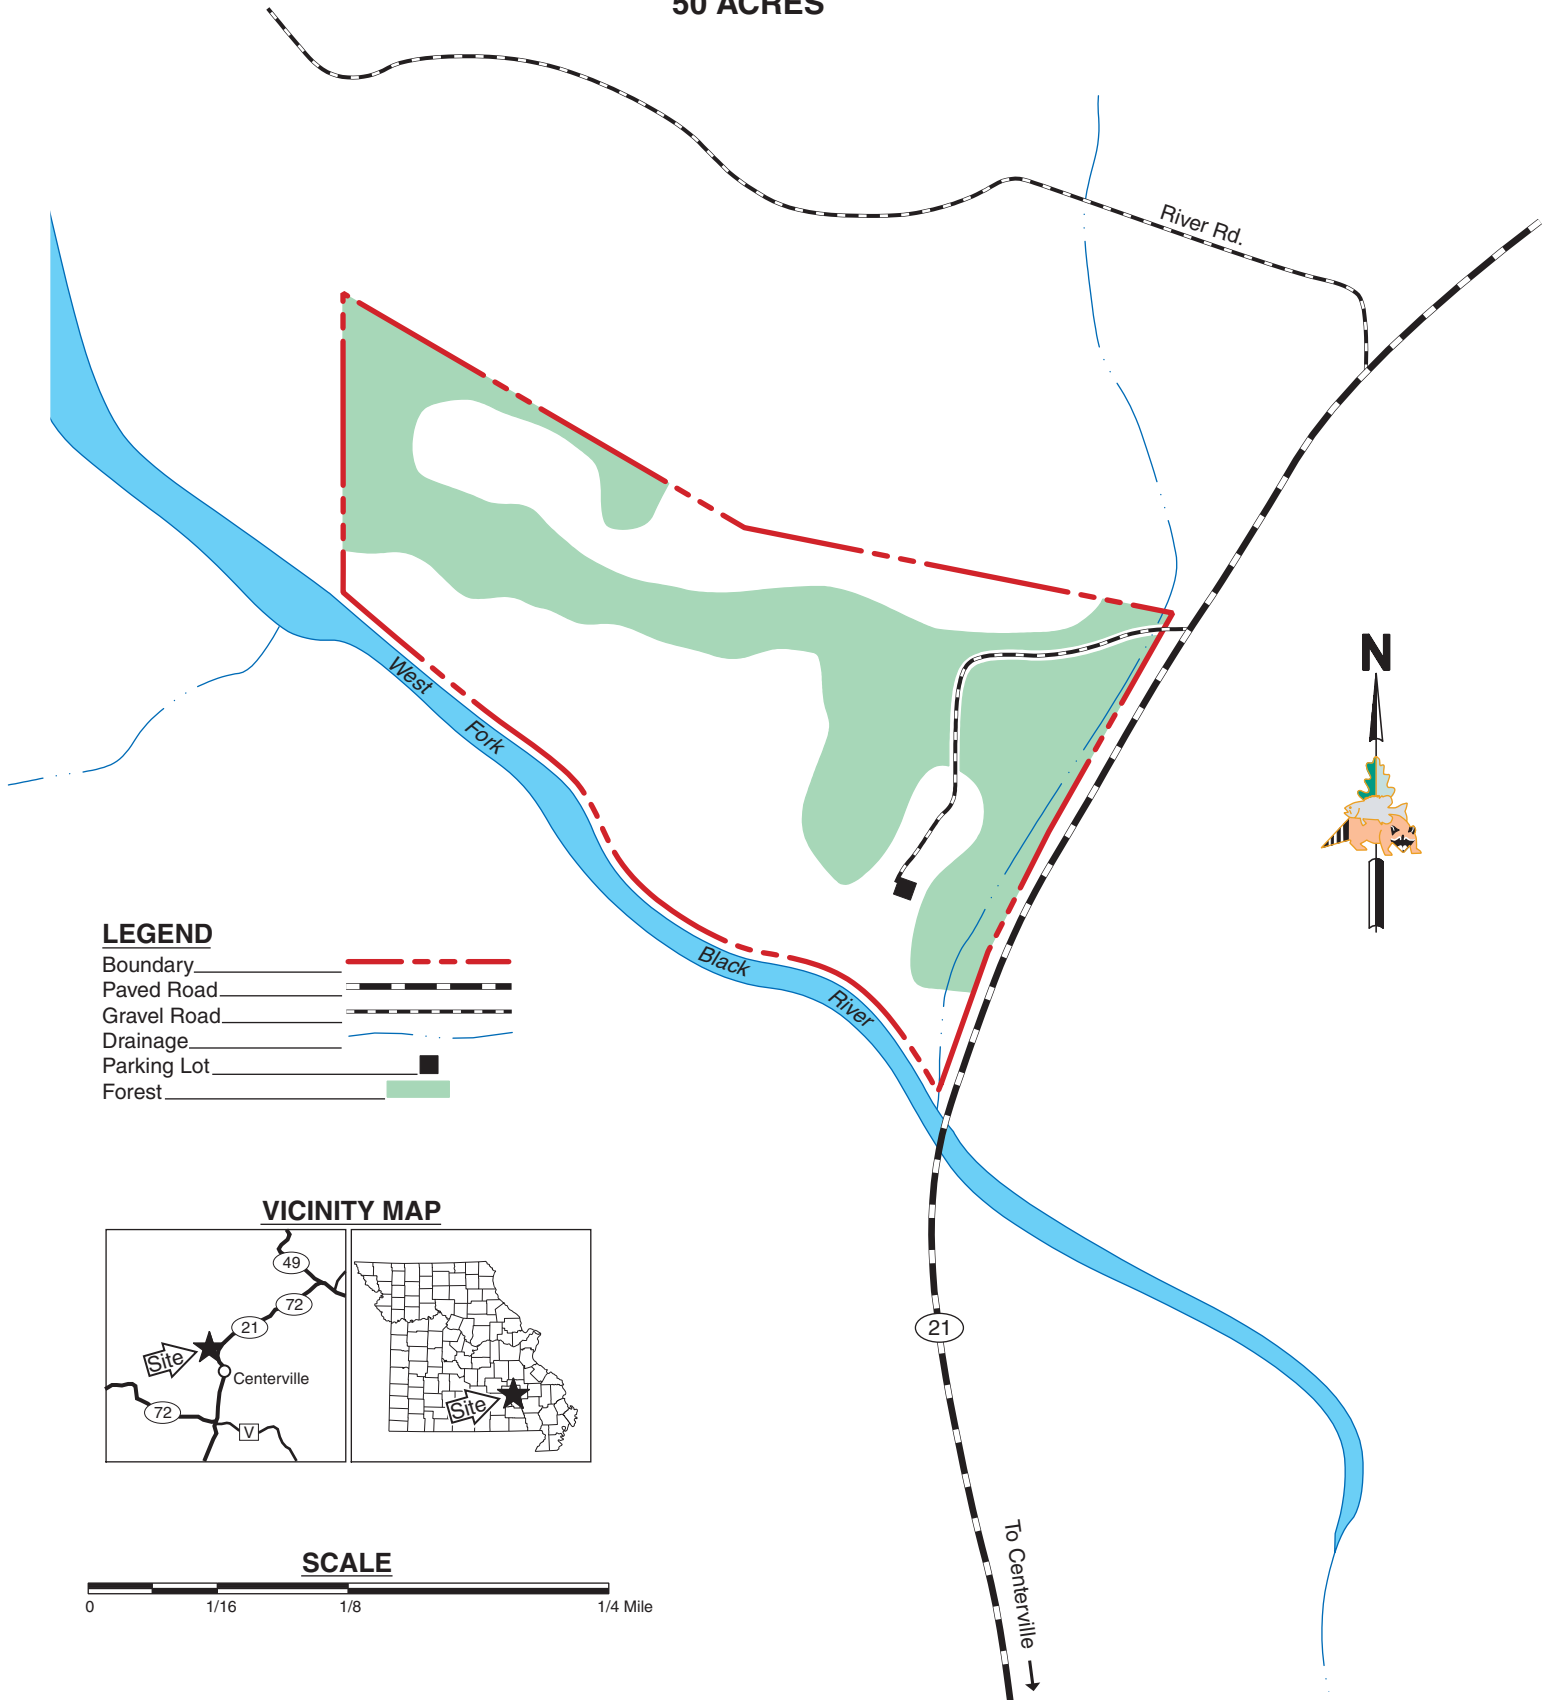 50 ACRES
River Rd.
N
West
Fork
Black
River
LEGEND
Boundary
Paved Road
Gravel Road
Drainage
Parking Lot
Forest
VICINITY MAP
49
72
21
Site
Centerville
72
V
Site
21
To Centerville
SCALE
0 1/16 1/8 1/4 Mile